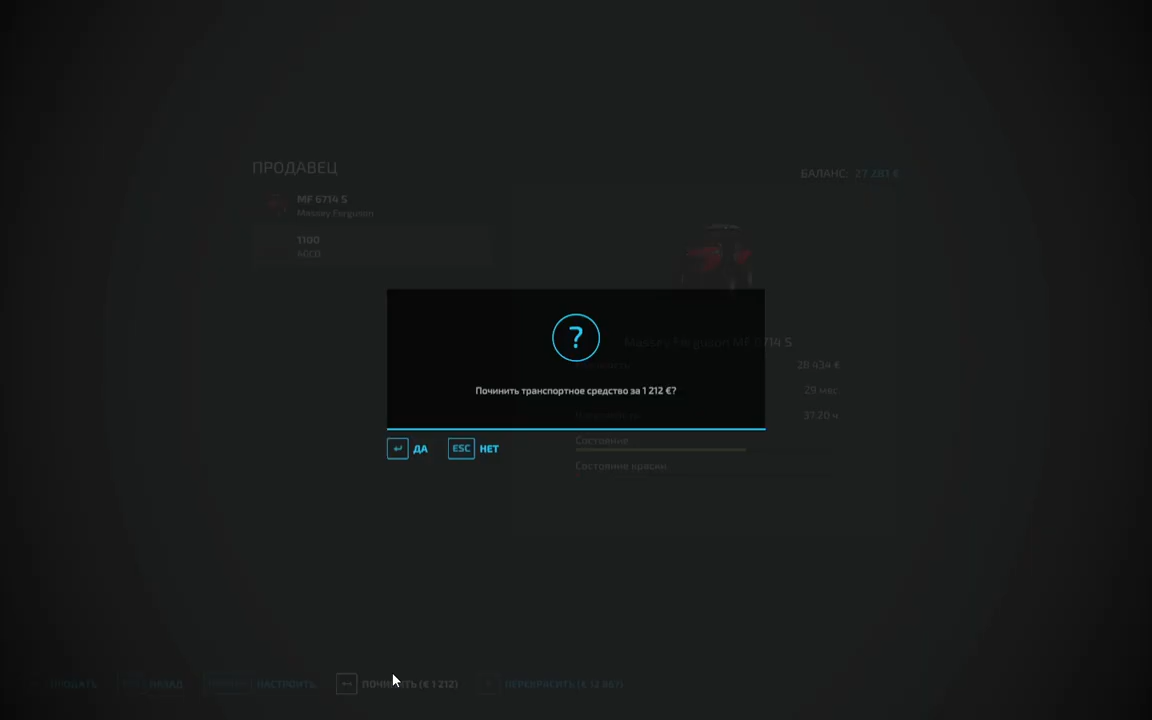 ПРОДАВЕЦ
БАЛАНС: 27 281 €
MF 6714 S
Massey Ferguson
1100
Massey Ferguson MF 6714 S
28 434 €
29 мес
37.20 ч
Состояние
Состояние краски
?
Починить транспортное средство за 1 212 €?
ДА
ESC НЕТ
ПРОДАТЬ
НАЗАД
НАСТРОИТЬ
ПОЧИНИТЬ (€ 1 212)
ПЕРЕКРАСИТЬ (€ 12 867)